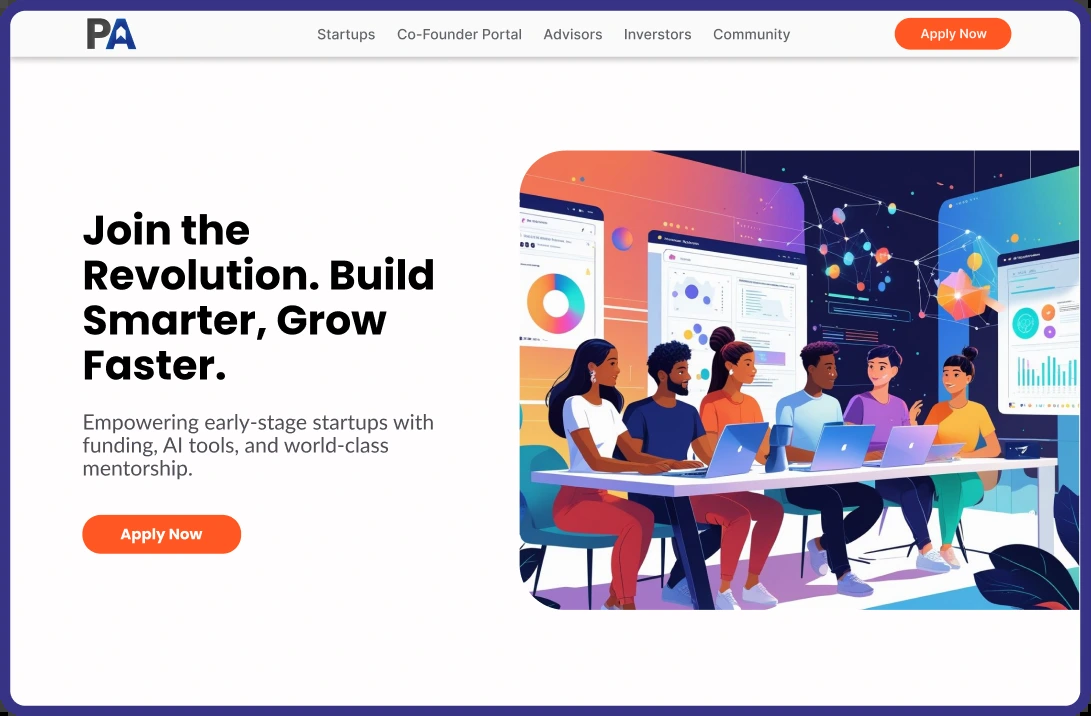 PA
Startups
Co-Founder Portal
Advisors
Inverstors
Community
Apply Now
Join the
Revolution. Build
Smarter, Grow
Faster.
Empowering early-stage startups with
funding, AI tools, and world-class
mentorship.
Apply Now